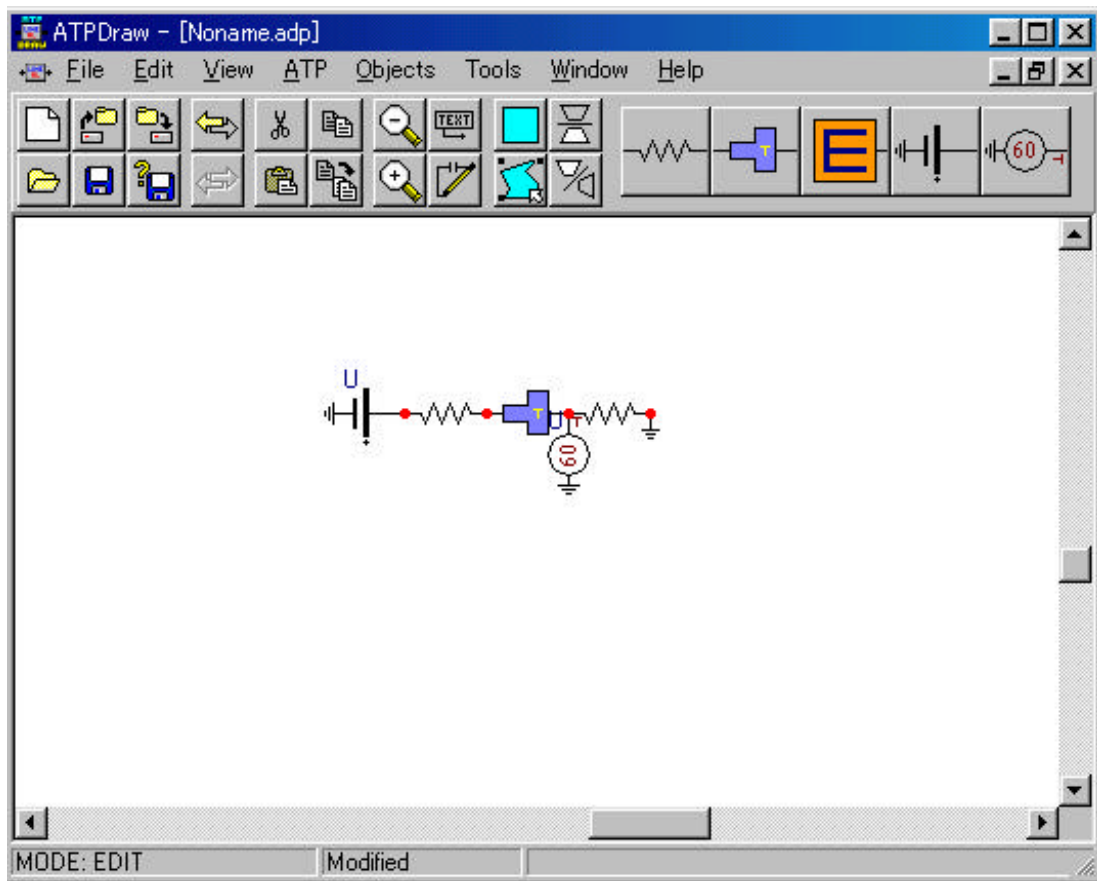 ATPDraw - [Noname.adp]
File Edit View ATP Objects Tools Window Help
TEXT
T E 60 T
U
T U T
60
MODE: EDIT Modified